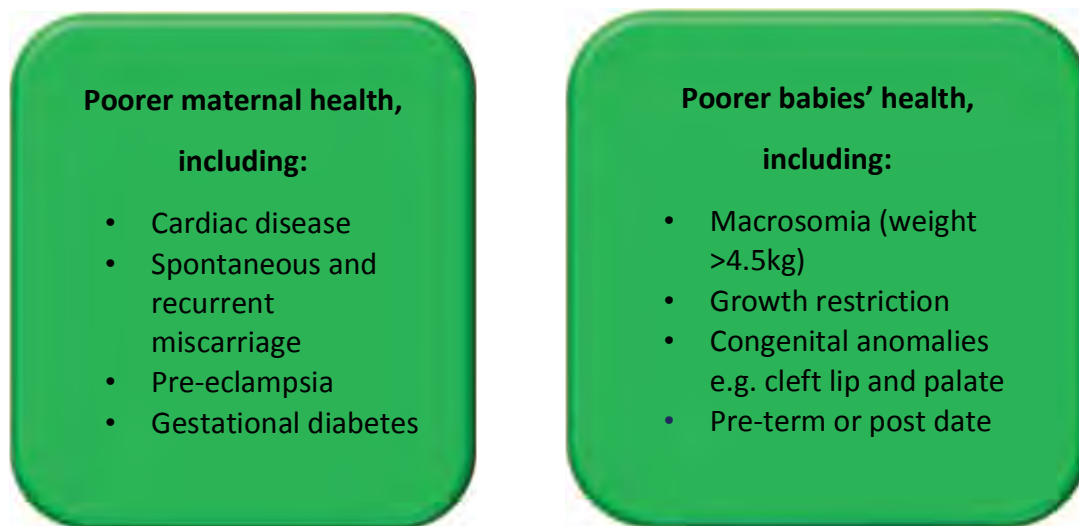 Poorer maternal health,
including:
• Cardiac disease
• Spontaneous and
recurrent
miscarriage
• Pre-eclampsia
• Gestational diabetes
Poorer babies’ health,
including:
• Macrosomia (weight
>4.5kg)
• Growth restriction
• Congenital anomalies
e.g. cleft lip and palate
• Pre-term or post date